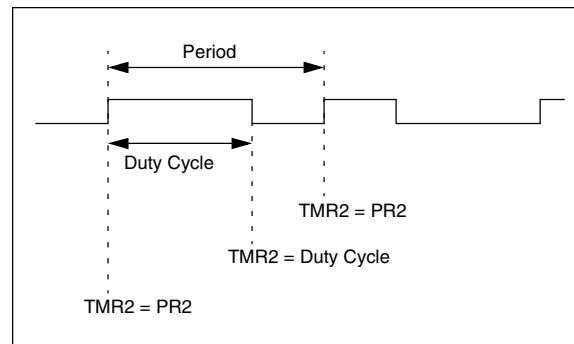 Period
Duty Cycle
TMR2 = PR2
TMR2 = Duty Cycle
TMR2 = PR2